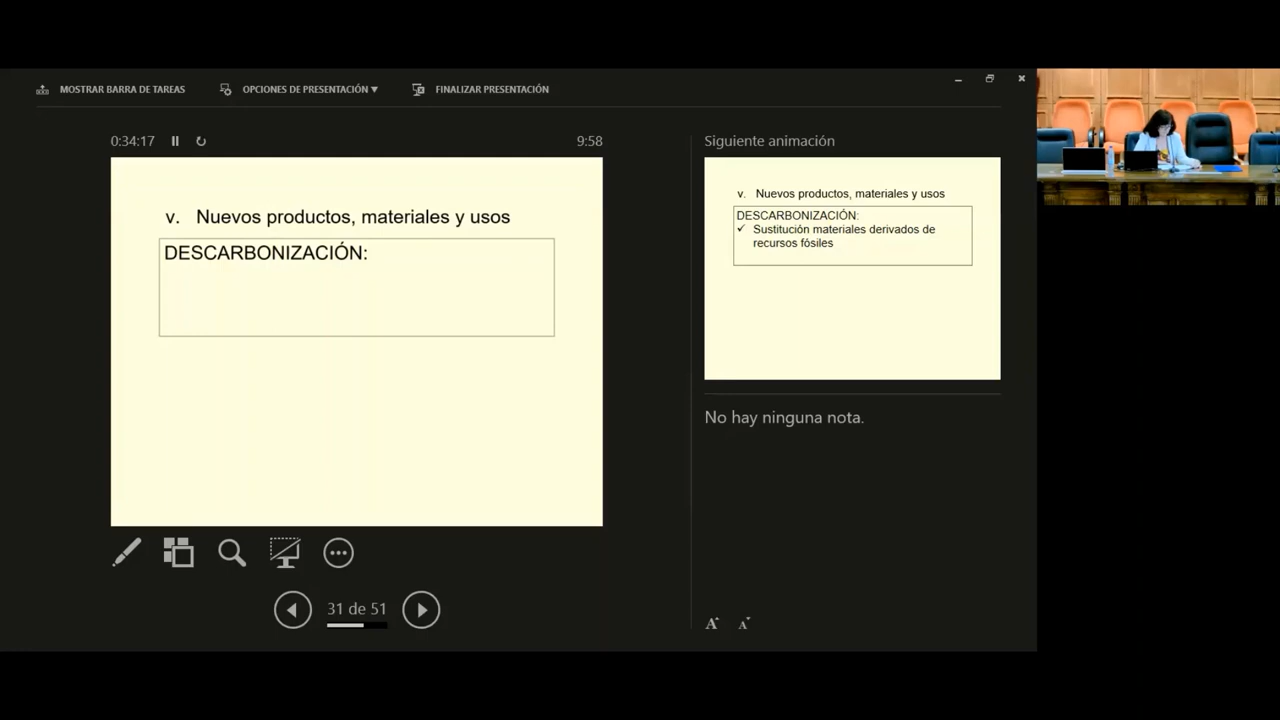 MOSTRAR BARRA DE TAREAS
OPCIONES DE PRESENTACIÓN ▼
FINALIZAR PRESENTACIÓN
0:34:17
9:58
v. Nuevos productos, materiales y usos
DESCARBONIZACIÓN:
31 de 51
Siguiente animación
v. Nuevos productos, materiales y usos
DESCARBONIZACIÓN:
✓ Sustitución materiales derivados de
recursos fósiles
No hay ninguna nota.
A A